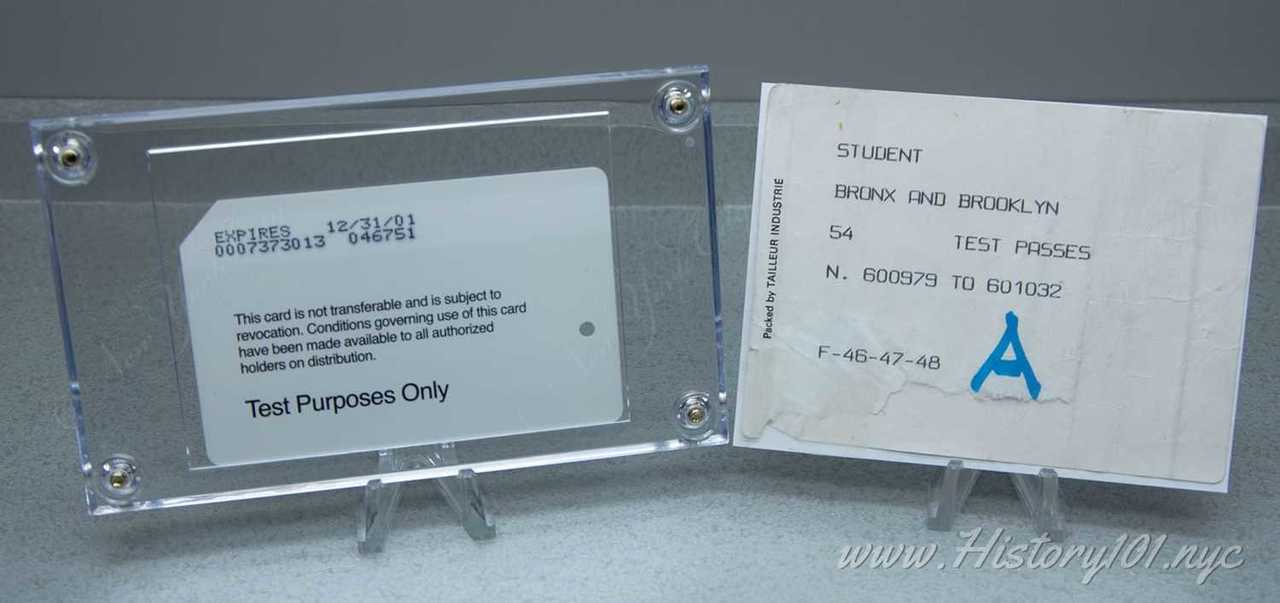 EXPIRES 12/31/01
0007373013 046751
This card is not transferable and is subject to
revocation. Conditions governing use of this card
have been made available to all authorized
holders on distribution.
Test Purposes Only
Packed by TAILLEUR INDUSTRIE
STUDENT
BRONX AND BROOKLYN
54 TEST PASSES
N. 600979 TO 601032
F-46-47-48
A
www.History101.nyc